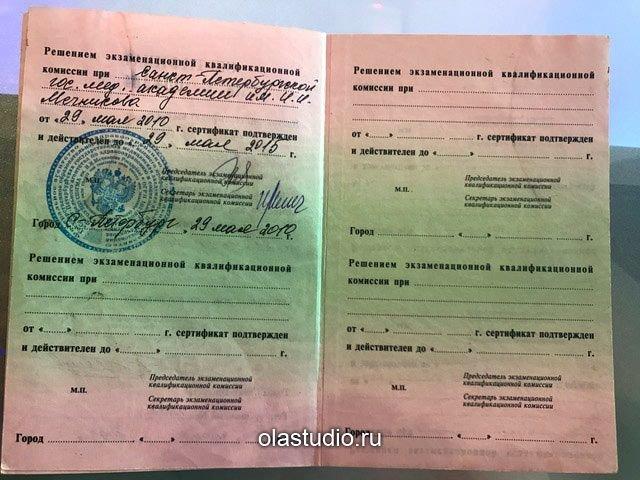 Решением экзаменационной квалификационной
комиссии при Санкт-Петербургской
гос. мед. академии им. И.И.
Мечникова
от «29» мая 2010 г. сертификат подтвержден
и действителен до «29» мая 2015 г.
М.П.
Председатель экзаменационной
квалификационной комиссии
Секретарь экзаменационной
квалификационной комиссии
Город С-Петербург, 29 мая 2010 г.
Решением экзаменационной квалификационной
комиссии при
от «......» г. сертификат подтвержден
и действителен до «......» г.
М.П.
Председатель экзаменационной
квалификационной комиссии
Секретарь экзаменационной
квалификационной комиссии
Город «......» г.
Решением экзаменационной квалификационной
комиссии при
от «......» г. сертификат подтвержден
и действителен до «......» г.
М.П.
Председатель экзаменационной
квалификационной комиссии
Секретарь экзаменационной
квалификационной комиссии
Город «......» г.
Решением экзаменационной квалификационной
комиссии при
от «......» г. сертификат подтвержден
и действителен до «......» г.
М.П.
Председатель экзаменационной
квалификационной комиссии
Секретарь экзаменационной
квалификационной комиссии
Город «......» г.
olastudio.ru